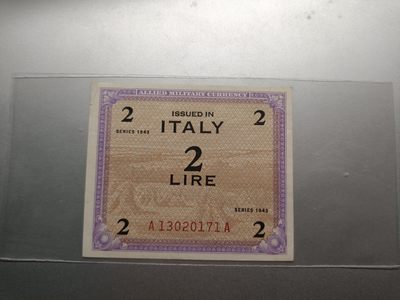 ALLIED MILITARY CURRENCY
2 ISSUED IN 2
SERIES 1943 ITALY
2
LIRE
SERIES 1943
2 A13020171A 2